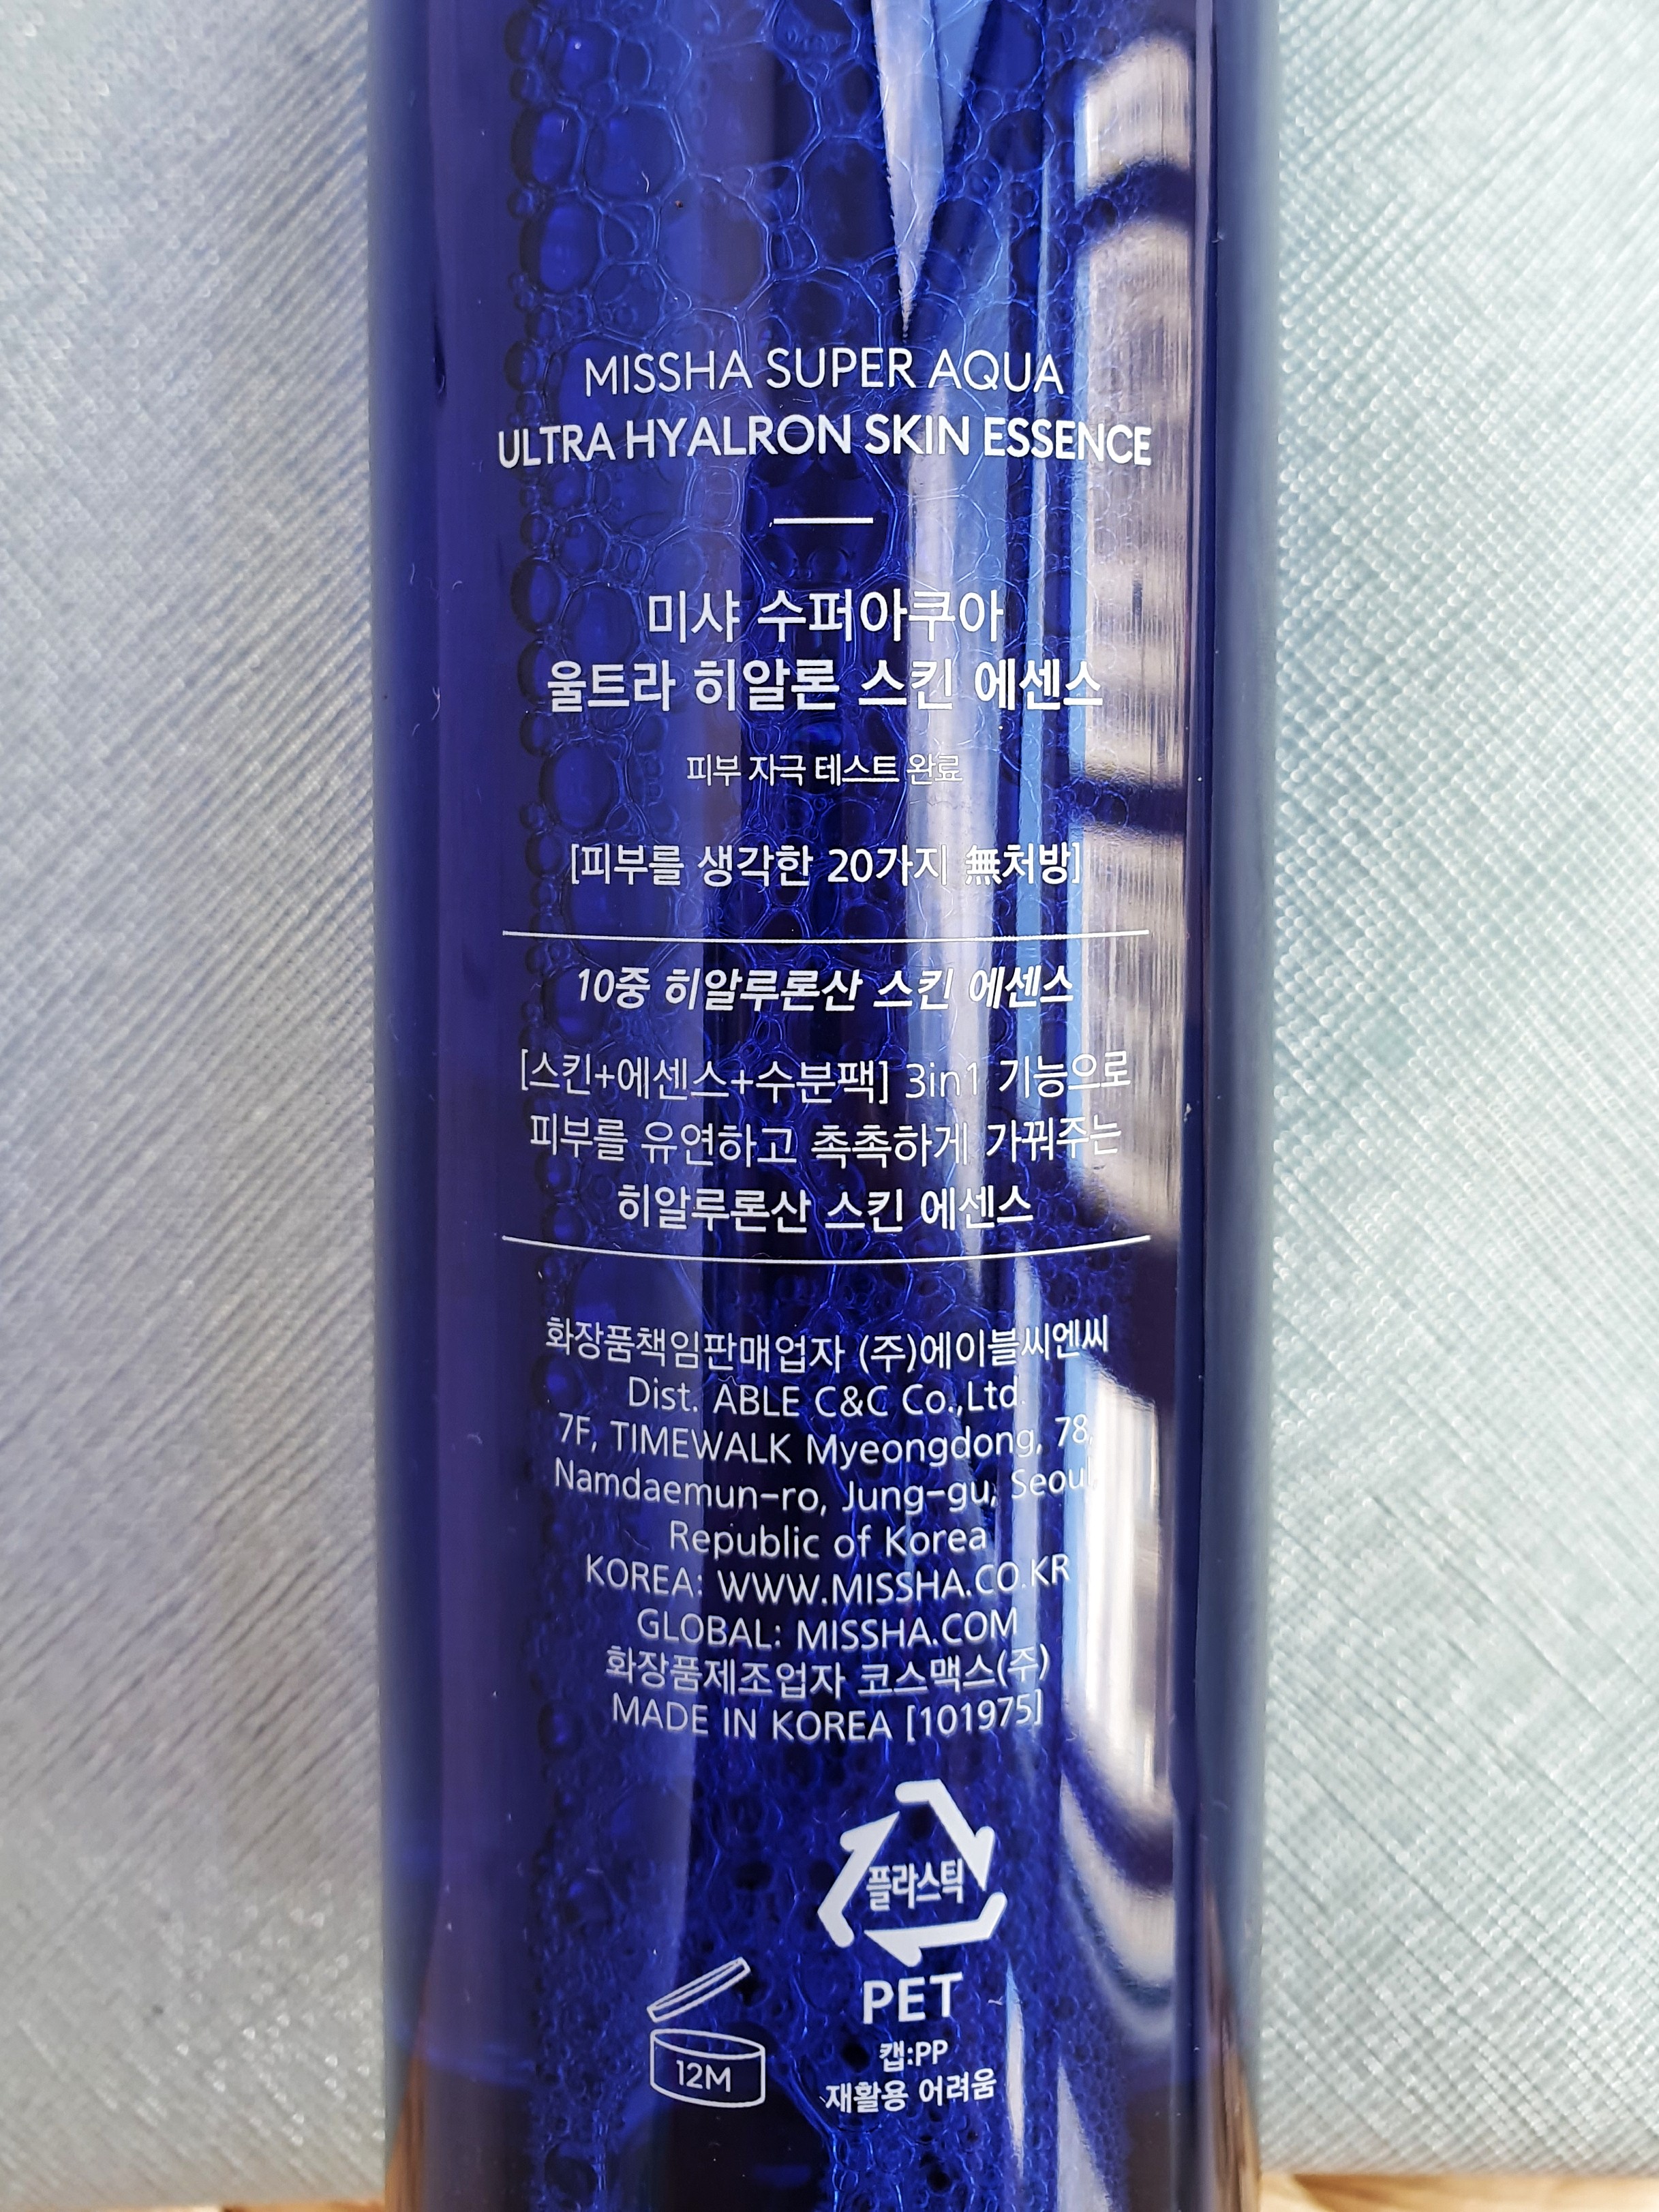 MISSHA SUPER AQUA
ULTRA HYALRON SKIN ESSENCE
미샤 수퍼아쿠아
울트라 히알론 스킨 에센스
피부 자극 테스트 완료
[피부를 생각한 20가지 無처방]
10중 히알루론산 스킨 에센스
[스킨+에센스+수분팩] 3in1 기능으로
피부를 유연하고 촉촉하게 가꿔주는
히알루론산 스킨 에센스
화장품책임판매업자 (주)에이블씨엔씨
Dist. ABLE C&C Co.,Ltd.
7F, TIMEWALK Myeongdong, 78,
Namdaemun-ro, Jung-gu, Seoul,
Republic of Korea
KOREA: WWW.MISSHA.CO.KR
GLOBAL: MISSHA.COM
화장품제조업자 코스맥스(주)
MADE IN KOREA [101975]
플라스틱
PET
캡:PP
재활용 어려움
12M